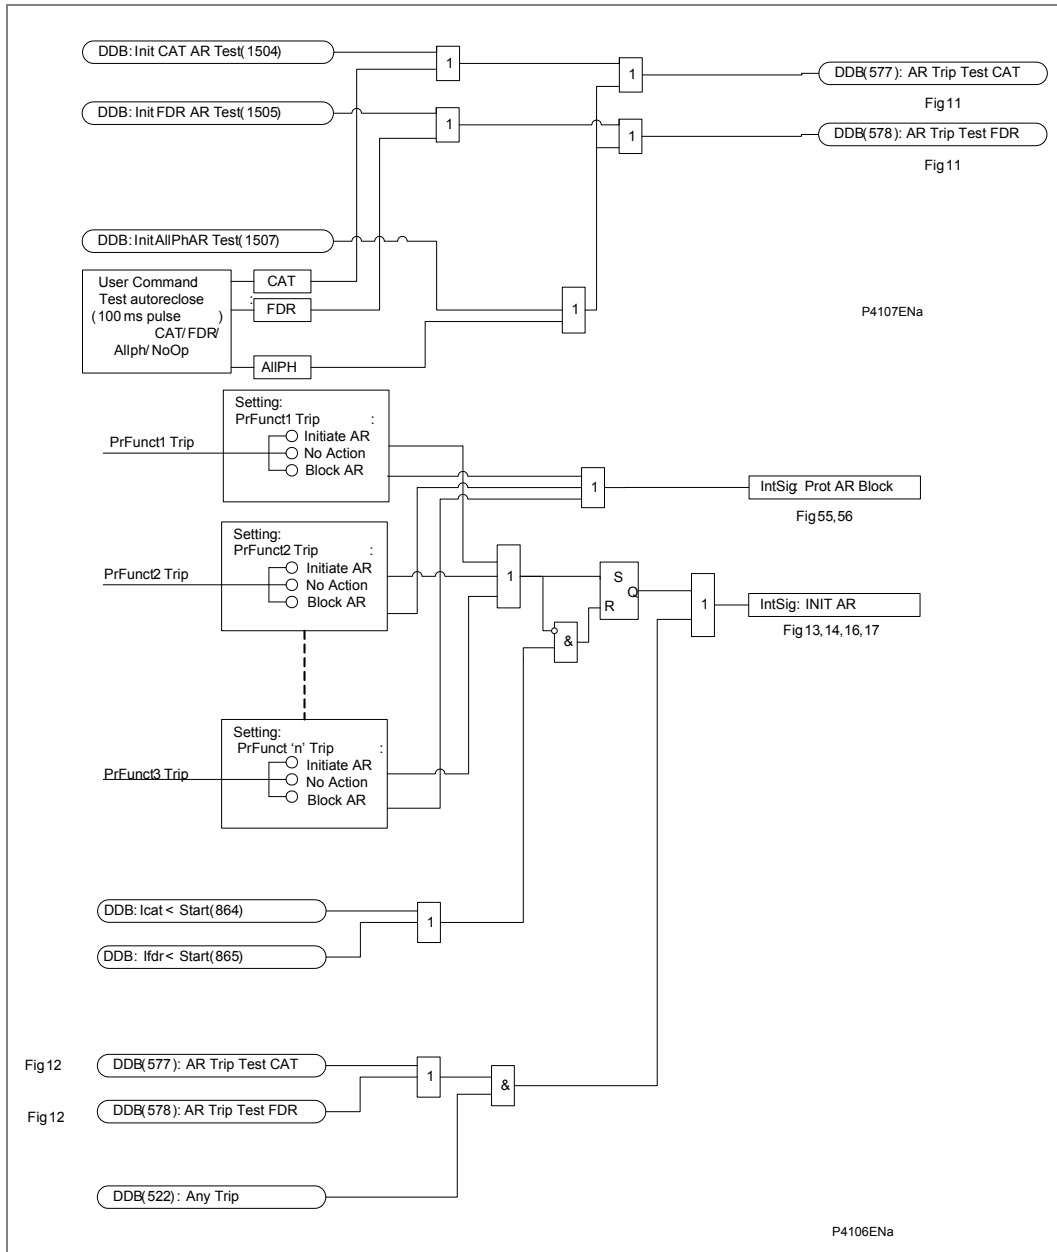 DDB: Init CAT AR Test(1504)
1
1
DDB(577): AR Trip Test CAT
Fig 11
DDB: Init FDR AR Test(1505)
1
1
DDB(578): AR Trip Test FDR
Fig 11
DDB: InitAllPhAR Test(1507)
User Command
Test autoreclose :
(100 ms pulse )
CAT/FDR/
Allph/NoOp
CAT
FDR
AllPH
1
P4107ENa
Setting:
PrFunct1 Trip :
Initiate AR
No Action
Block AR
PrFunct1 Trip
1
IntSig: Prot AR Block
Fig 55,56
Setting:
PrFunct2 Trip :
Initiate AR
No Action
Block AR
PrFunct2 Trip
1
&
S
Q
R
1
IntSig: INIT AR
Fig 13, 14, 16, 17
Setting:
PrFunct ‘n’ Trip :
Initiate AR
No Action
Block AR
PrFunct3 Trip
DDB: Icat < Start(864)
1
DDB: Ifdr < Start(865)
Fig 12
DDB(577): AR Trip Test CAT
1
&
Fig 12
DDB(578): AR Trip Test FDR
DDB(522): Any Trip
P4106ENa